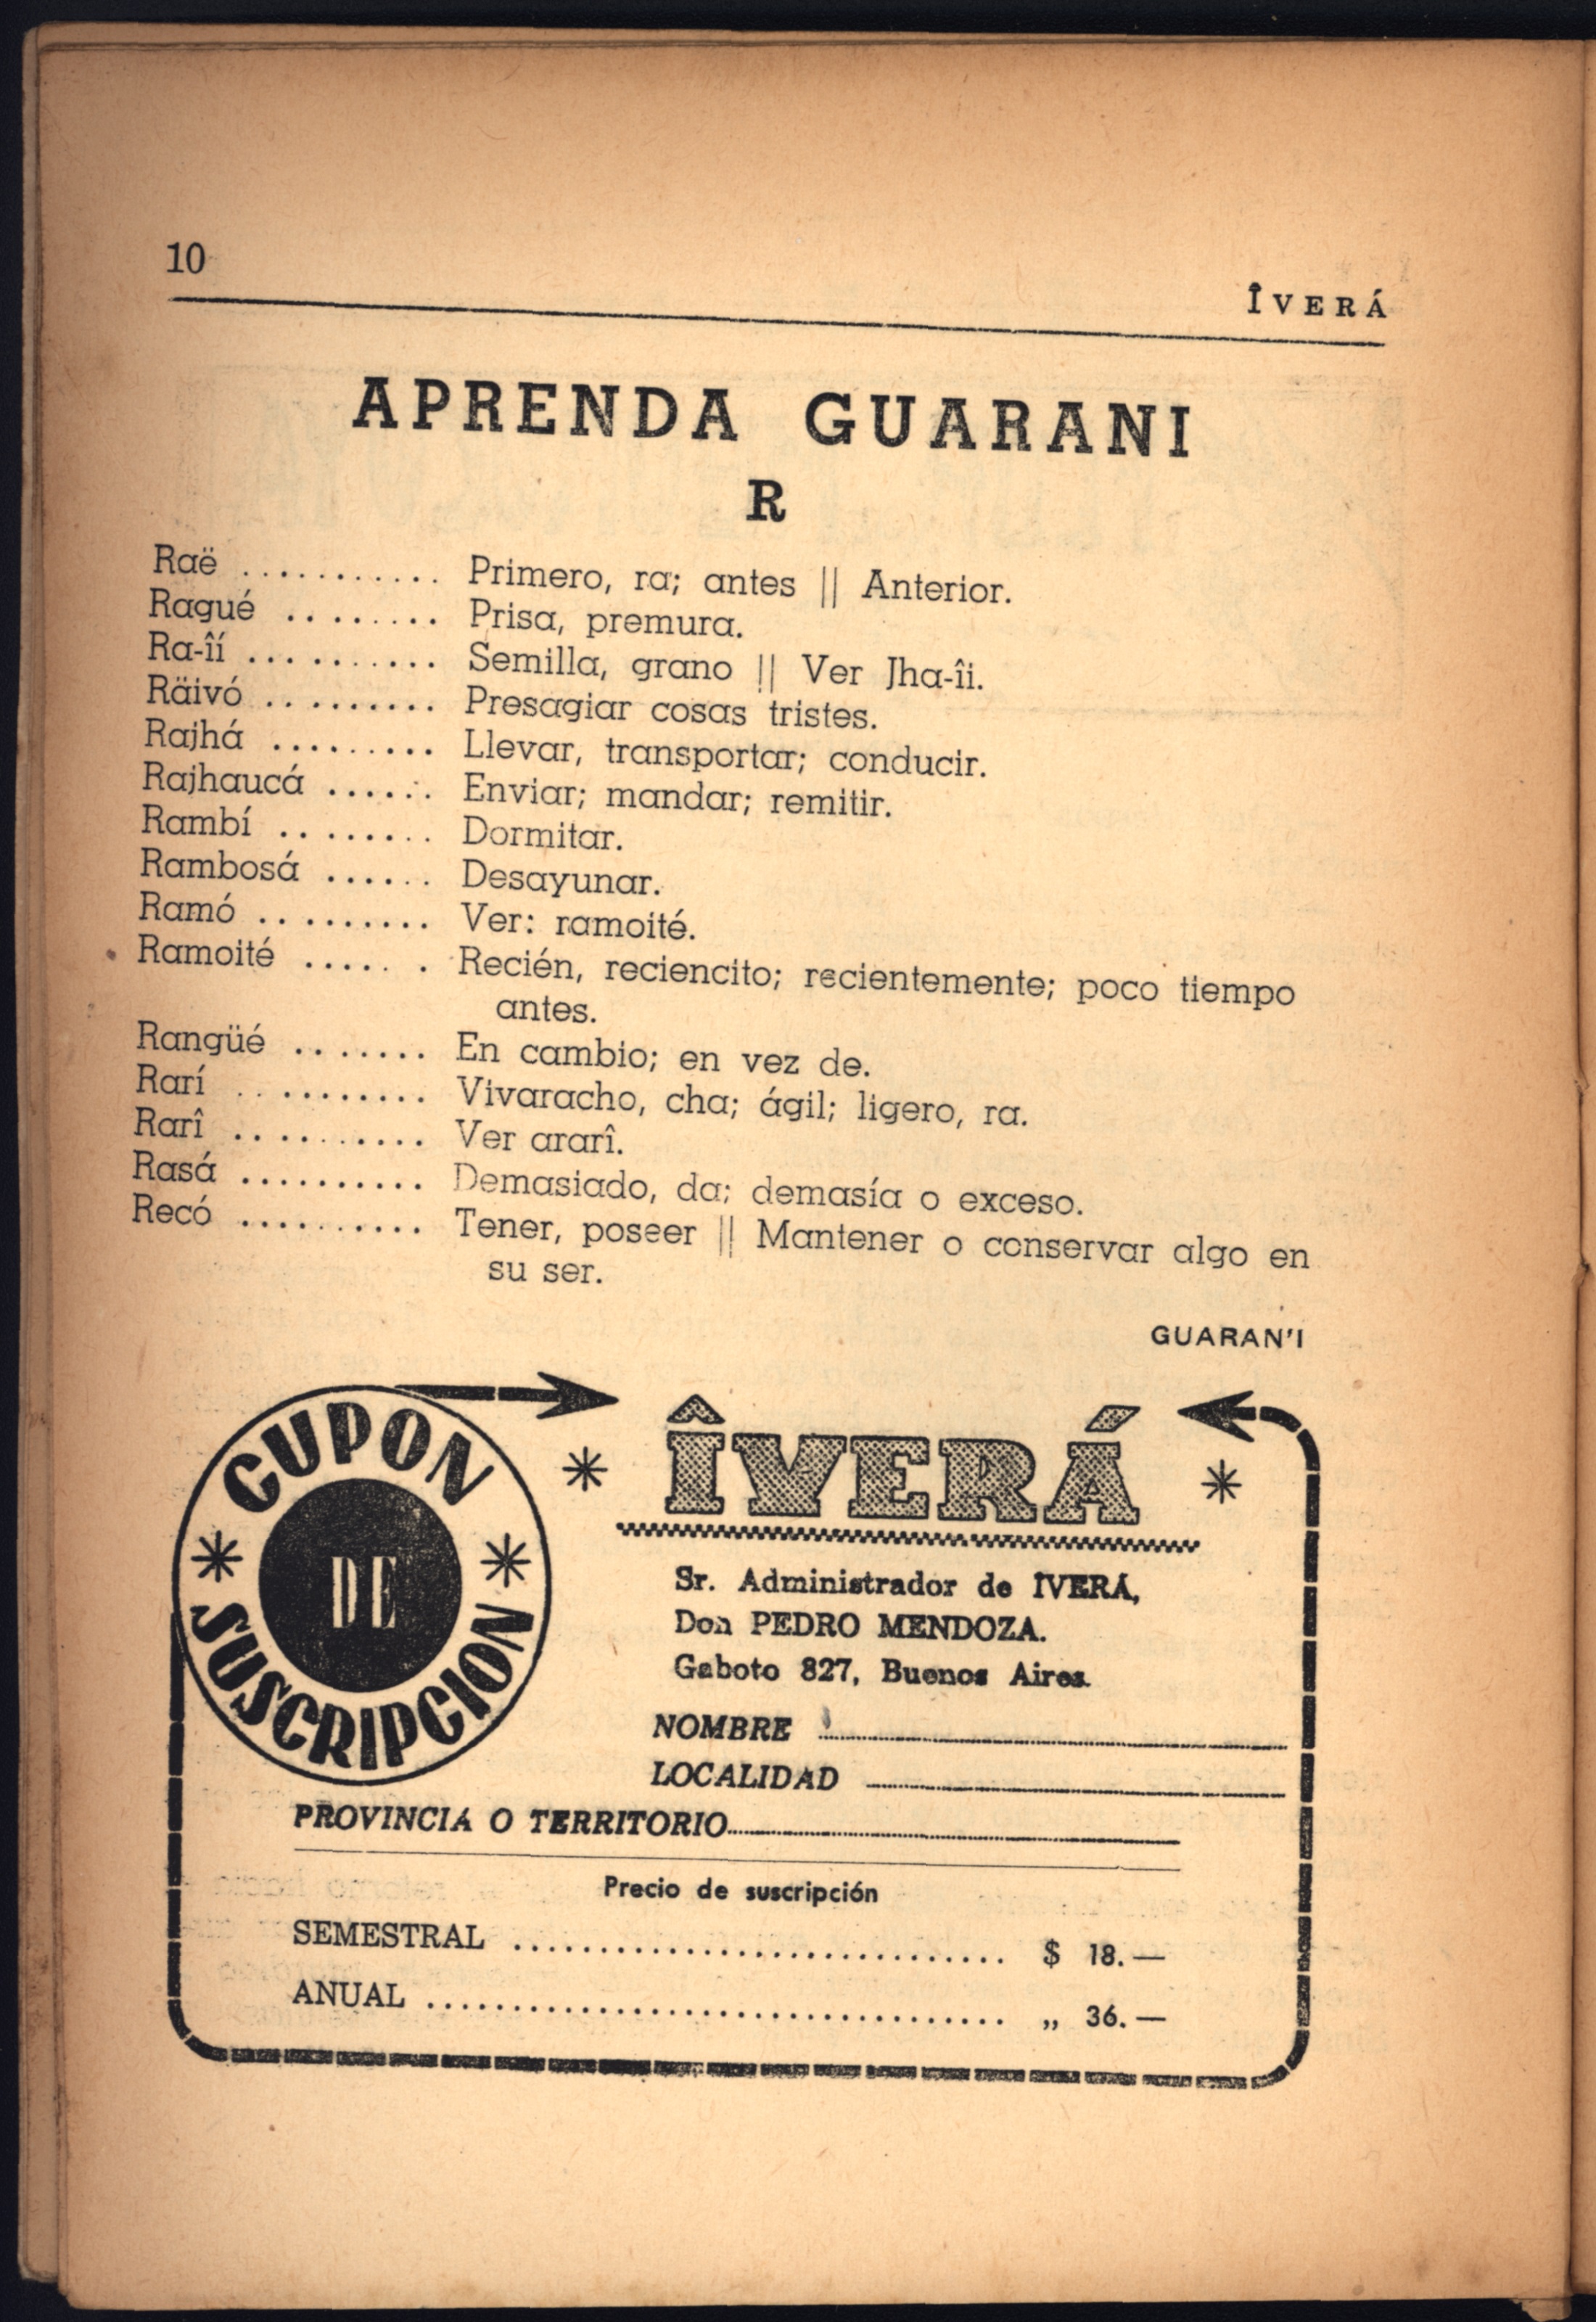 10
ÎVERÁ
APRENDA GUARANI
R
Raë ........... Primero, ra; antes || Anterior.
Ragué ........ Prisa, premura.
Ra-îí .......... Semilla, grano || Ver Jha-îi.
Räivó ......... Presagiar cosas tristes.
Rajhá ......... Llevar, transportar; conducir.
Rajhaucá ...... Enviar; mandar; remitir.
Rambí ........ Dormitar.
Rambosá ...... Desayunar.
Ramó ......... Ver: ramoité.
Ramoité ..... . Recién, reciencito; recientemente; poco tiempo
antes.
Rangüé ....... En cambio; en vez de.
Rarí .......... Vivaracho, cha; ágil; ligero, ra.
Rarî .......... Ver ararî.
Rasá .......... Demasiado, da; demasía o exceso.
Recó .......... Tener, poseer || Mantener o conservar algo en
su ser.
GUARAN'I
CUPON
DE
SUSCRIPCION
ÎVERÁ
Sr. Administrador de ÎVERÁ,
Don PEDRO MENDOZA.
Gaboto 827, Buenos Aires.
NOMBRE ..............................
LOCALIDAD ..............................
PROVINCIA O TERRITORIO..............................
Precio de suscripción
SEMESTRAL .............................. $ 18.—
ANUAL .................................... „ 36.—